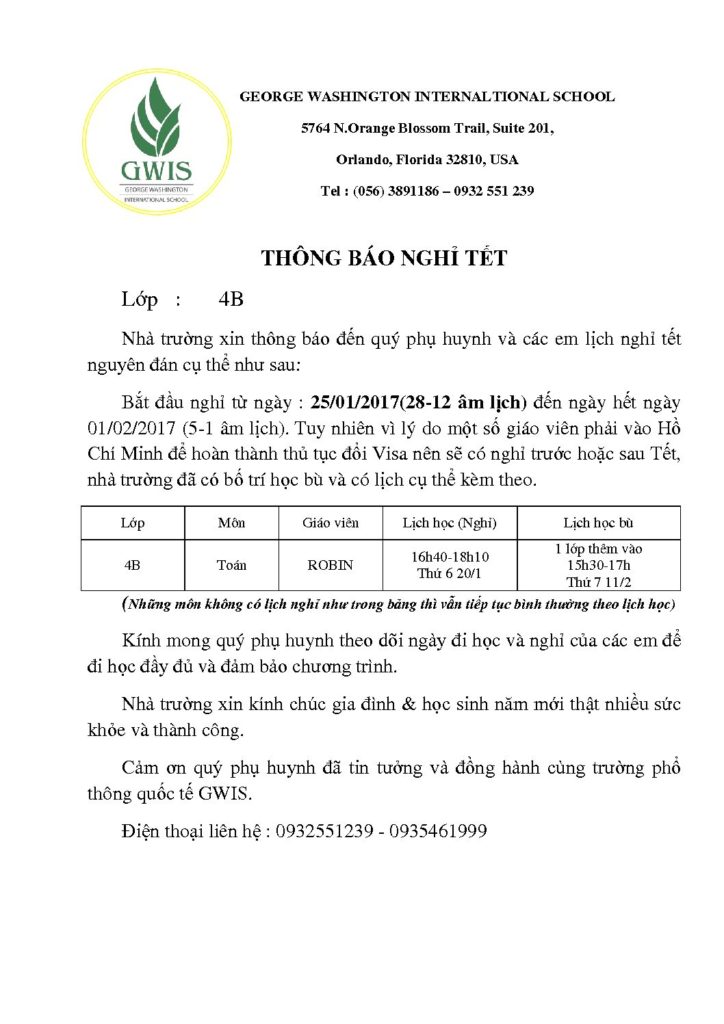 GWIS
GEORGE WASHINGTON
INTERNATIONAL SCHOOL
GEORGE WASHINGTON INTERNALTIONAL SCHOOL
5764 N.Orange Blossom Trail, Suite 201,
Orlando, Florida 32810, USA
Tel : (056) 3891186 – 0932 551 239
THÔNG BÁO NGHỈ TẾT
Lớp : 4B
Nhà trường xin thông báo đến quý phụ huynh và các em lịch nghỉ tết
nguyên đán cụ thể như sau:
Bắt đầu nghỉ từ ngày : 25/01/2017(28-12 âm lịch) đến ngày hết ngày
01/02/2017 (5-1 âm lịch). Tuy nhiên vì lý do một số giáo viên phải vào Hồ
Chí Minh để hoàn thành thủ tục đổi Visa nên sẽ có nghỉ trước hoặc sau Tết,
nhà trường đã có bố trí học bù và có lịch cụ thể kèm theo.
Lớp Môn Giáo viên Lịch học (Nghỉ) Lịch học bù
4B Toán ROBIN 16h40-18h10 Thứ 6 20/1 1 lớp thêm vào 15h30-17h Thứ 7 11/2
(Những môn không có lịch nghỉ như trong bảng thì vẫn tiếp tục bình thường theo lịch học)
Kính mong quý phụ huynh theo dõi ngày đi học và nghỉ của các em để
đi học đầy đủ và đảm bảo chương trình.
Nhà trường xin kính chúc gia đình & học sinh năm mới thật nhiều sức
khỏe và thành công.
Cảm ơn quý phụ huynh đã tin tưởng và đồng hành cùng trường phổ
thông quốc tế GWIS.
Điện thoại liên hệ : 0932551239 - 0935461999